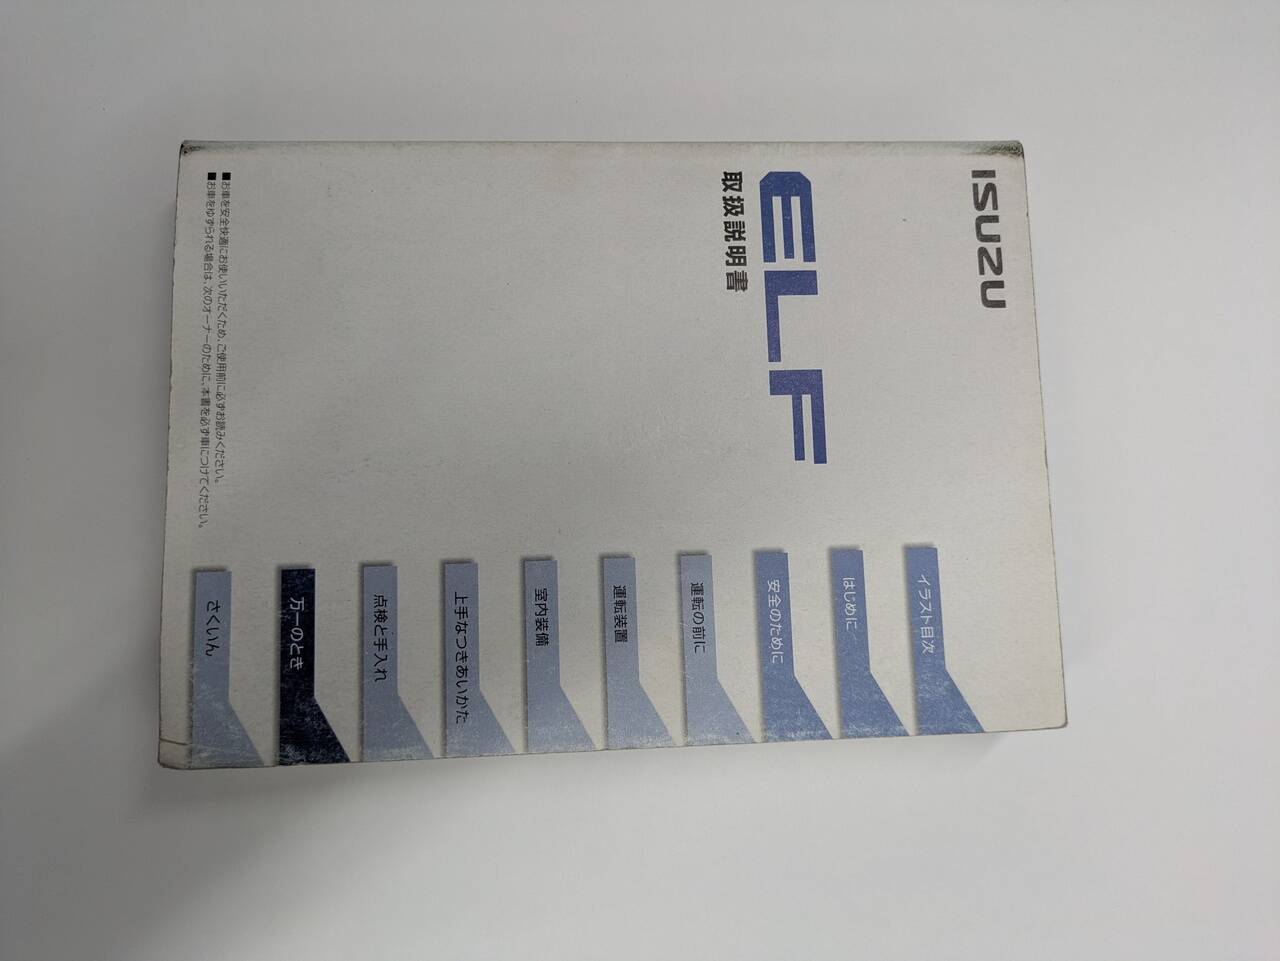 ISUZU
ELF
取扱説明書
イラスト目次
はじめに
安全のために
運転の前に
運転装置
室内装備
上手なつきあいかた
点検と手入れ
万一のとき
さくいん
■お車を安全快適にお使いいただくため、ご使用前に必ずお読みください。
■お車をゆずられる場合は、次のオーナーのために、本書を必ず車につけてください。